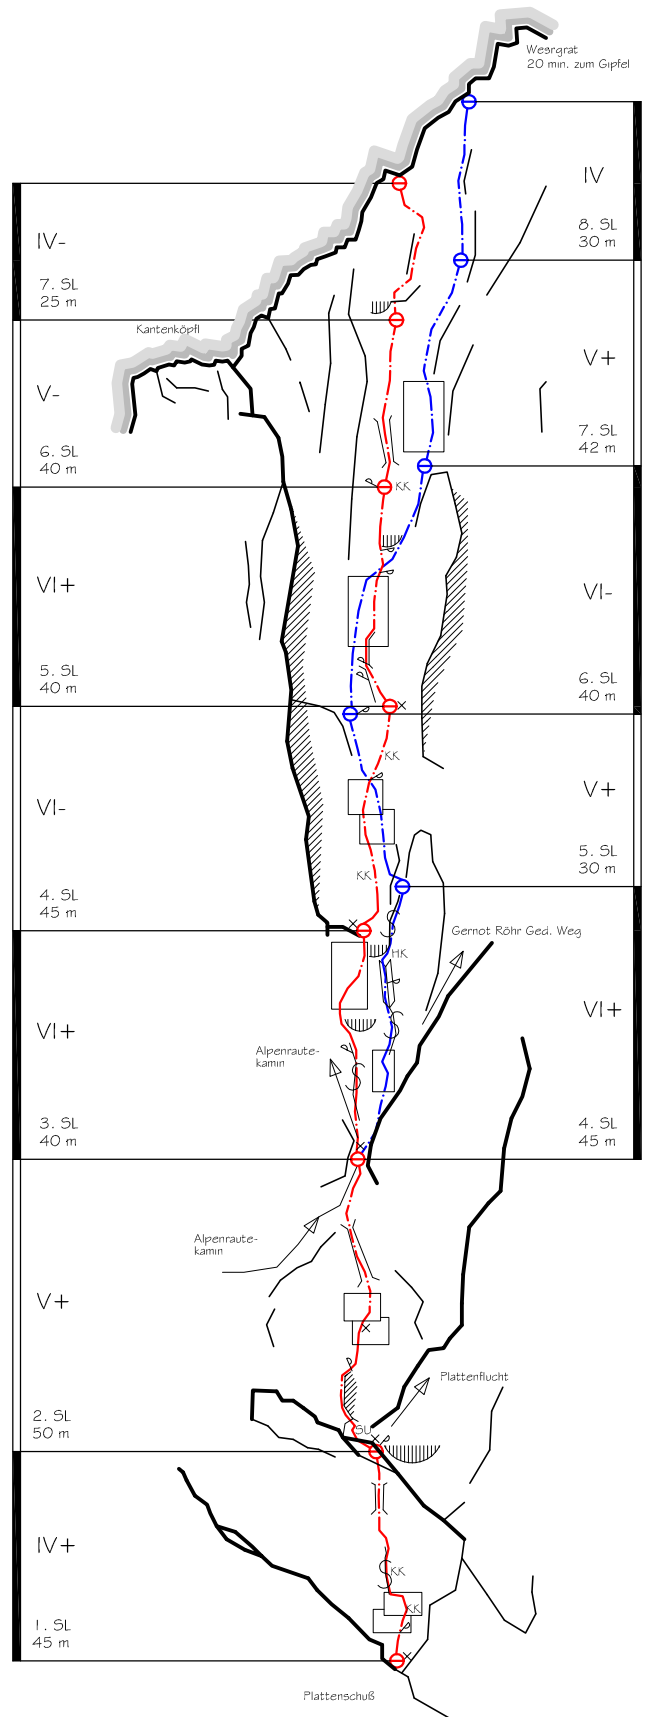 Wesrgrat
20 min. zum Gipfel
IV
8. SL
30 m
IV-
7. SL
25 m
Kantenköpfl
V+
7. SL
42 m
V-
6. SL
40 m
KK
VI+
5. SL
40 m
VI-
6. SL
40 m
KK
V+
5. SL
30 m
VI-
4. SL
45 m
KK
Gernot Röhr Ged. Weg
HK
VI+
4. SL
45 m
VI+
3. SL
40 m
Alpenraute-
kamin
Alpenraute-
kamin
V+
2. SL
50 m
Plattenflucht
SU
IV+
1. SL
45 m
KK
KK
Plattenschuß